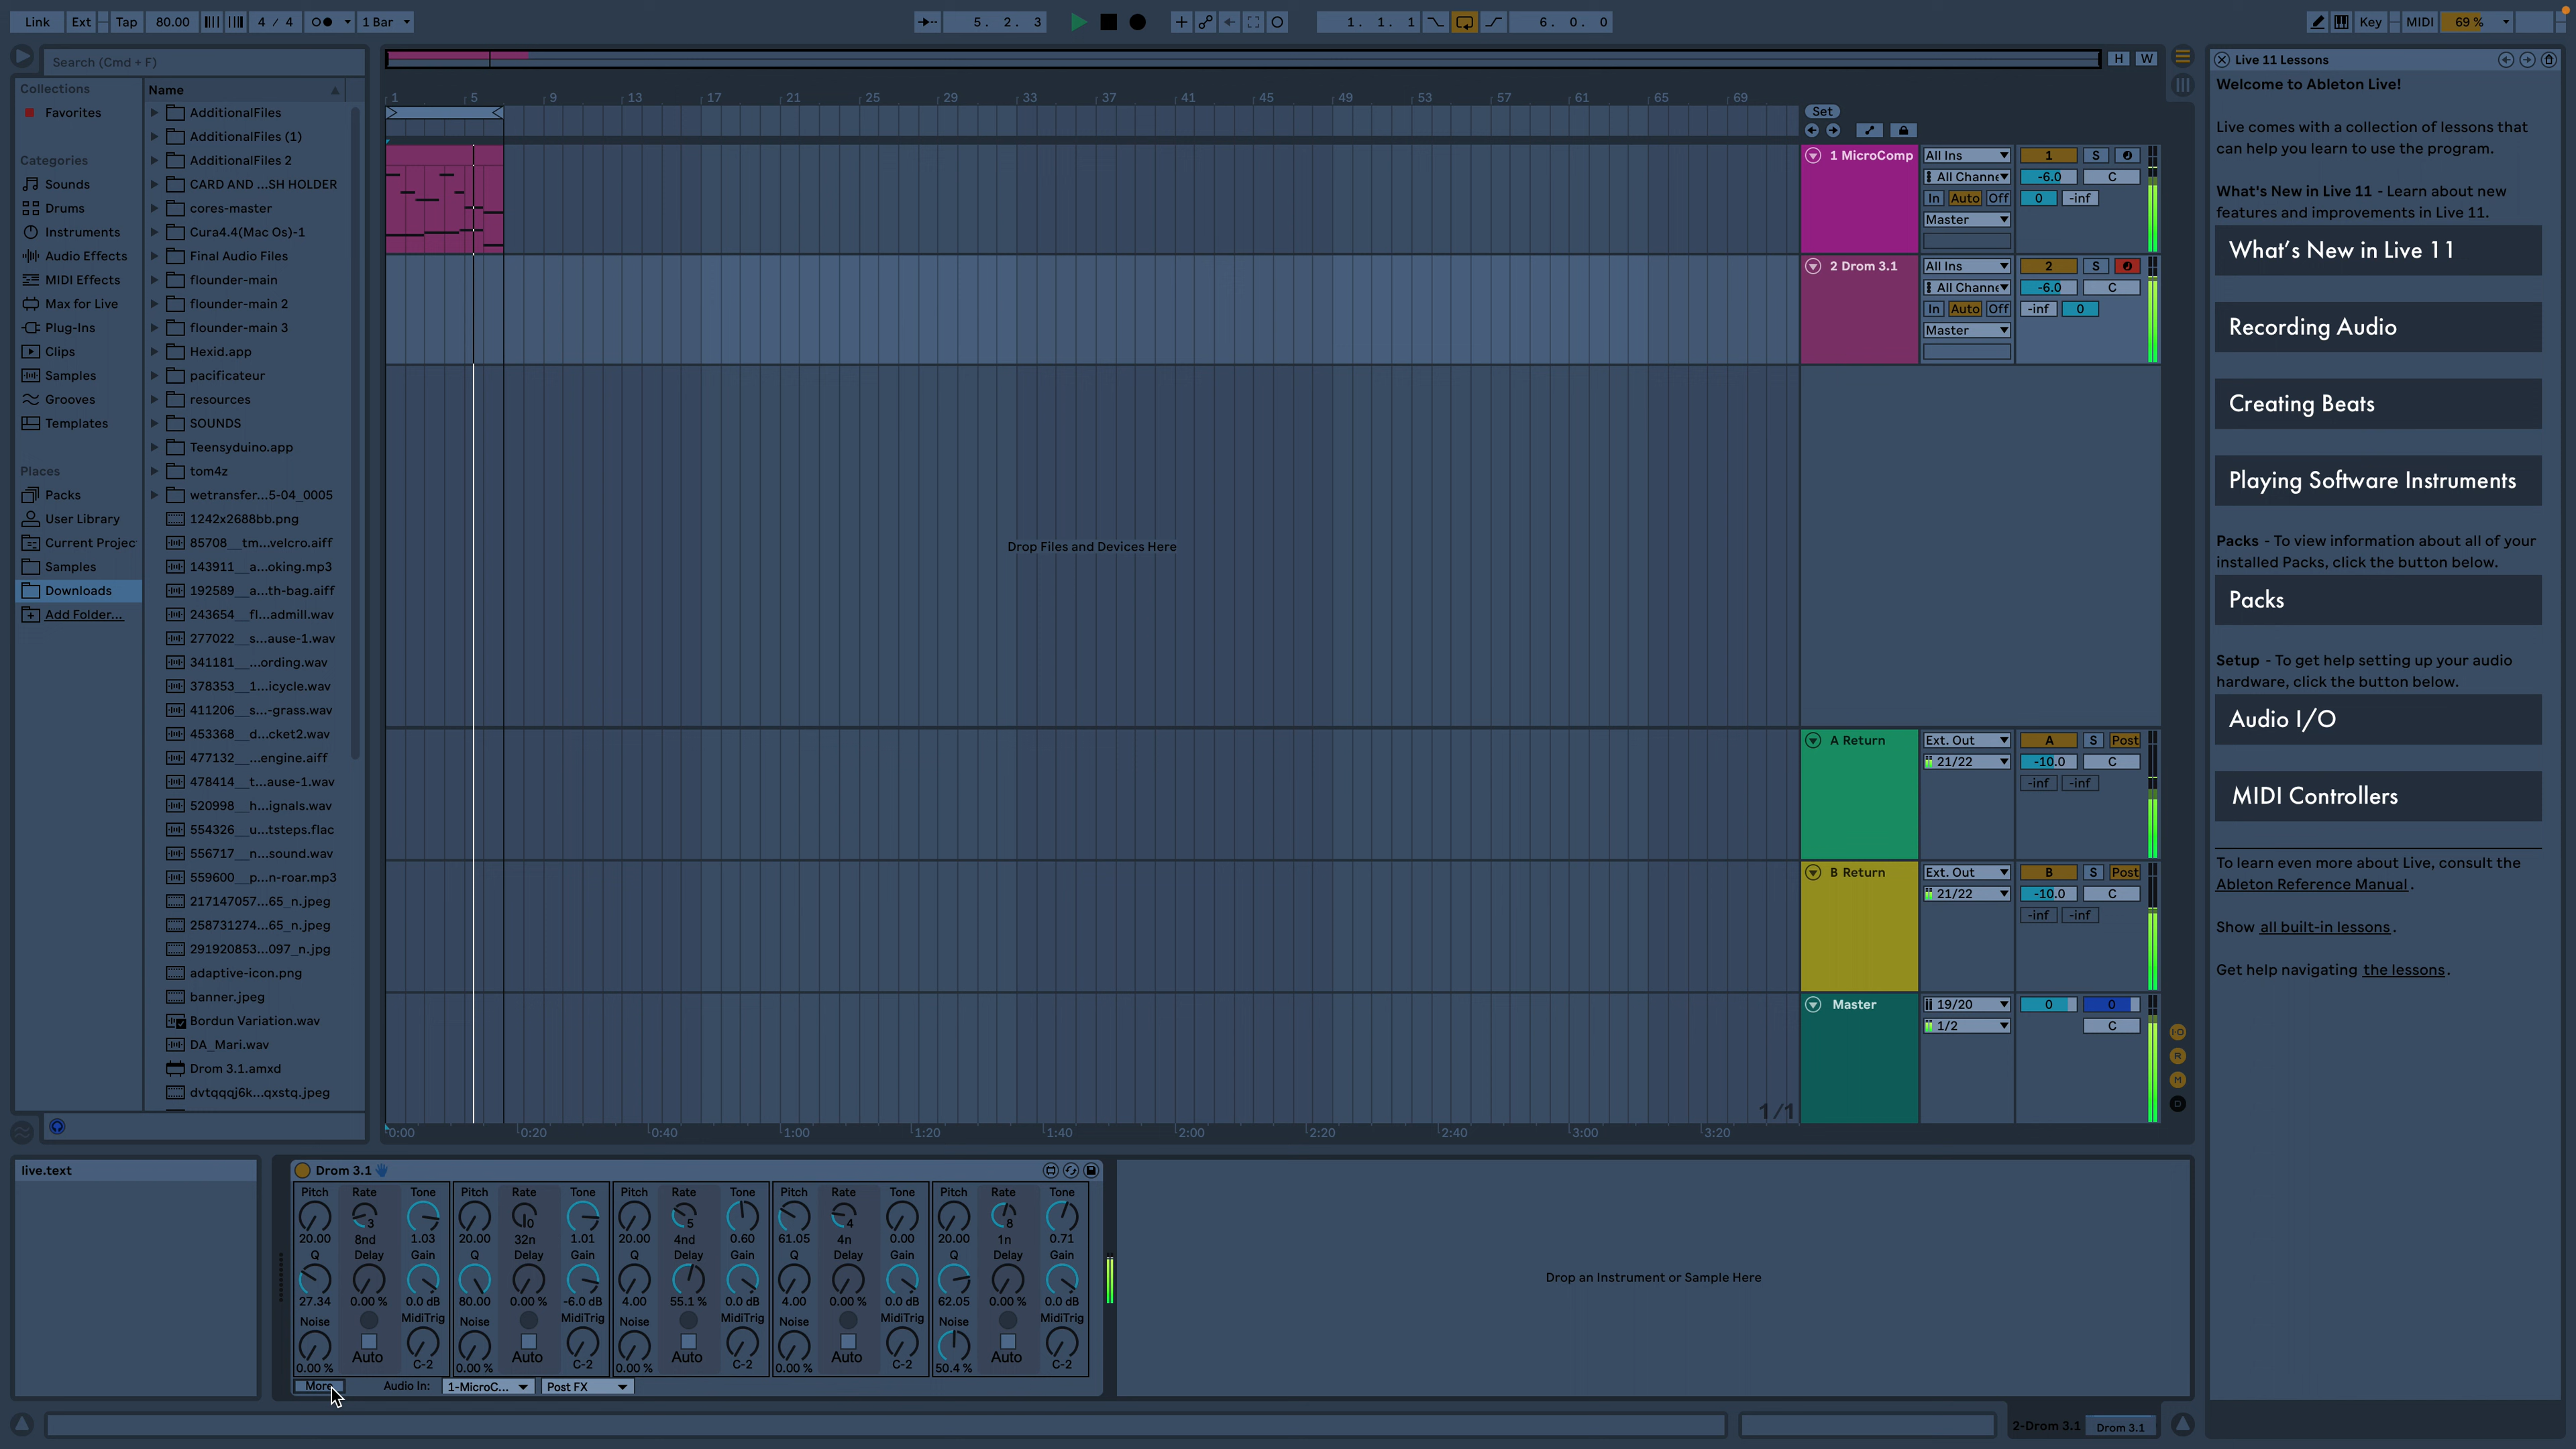 Link Ext Tap 80.00 4 / 4 1 Bar 5. 2. 3 1. 1. 1 6. 0. 0 Key MIDI 69 %
Search (Cmd + F)
Collections
Favorites
Categories
Sounds
Drums
Instruments
Audio Effects
MIDI Effects
Max for Live
Plug-Ins
Clips
Samples
Grooves
Templates
Places
Packs
User Library
Current Projec
Samples
Downloads
Add Folder...
Name
AdditionalFiles
AdditionalFiles (1)
AdditionalFiles 2
CARD AND ...SH HOLDER
cores-master
Cura4.4(Mac Os)-1
Final Audio Files
flounder-main
flounder-main 2
flounder-main 3
Hexid.app
pacificateur
resources
SOUNDS
Teensyduino.app
tom4z
wetransfer...5-04_0005
1242x2688bb.png
85708__tm...velcro.aiff
143911__a...oking.mp3
192589__a...th-bag.aiff
243654__fl...admill.wav
277022__s...ause-1.wav
341181__...ording.wav
378353__1...icycle.wav
411206__s...-grass.wav
453368__d...cket2.wav
477132__...engine.aiff
478414__t...ause-1.wav
520998__h...ignals.wav
554326__u...tsteps.flac
556717__n...sound.wav
559600__p...n-roar.mp3
217147057...65_n.jpeg
258731274...65_n.jpeg
291920853...097_n.jpg
adaptive-icon.png
banner.jpeg
Bordun Variation.wav
DA_Mari.wav
Drom 3.1.amxd
dvtqqqj6k...qxstq.jpeg
H W
1 5 9 13 17 21 25 29 33 37 41 45 49 53 57 61 65 69
Set
1 MicroComp All Ins 1 S
All Channe -6.0 C
In Auto Off 0 -inf
Master
2 Drom 3.1 All Ins 2 S
All Channe -6.0 C
In Auto Off -inf 0
Master
Drop Files and Devices Here
A Return Ext. Out A S Post
21/22 -10.0 C
-inf -inf
B Return Ext. Out B S Post
21/22 -10.0 C
-inf -inf
Master 19/20 0 0
1/2 C
I·O
R
M
D
1/1
0:00 0:20 0:40 1:00 1:20 1:40 2:00 2:20 2:40 3:00 3:20
Live 11 Lessons
Welcome to Ableton Live!
Live comes with a collection of lessons that
can help you learn to use the program.
What's New in Live 11 - Learn about new
features and improvements in Live 11.
What's New in Live 11
Recording Audio
Creating Beats
Playing Software Instruments
Packs - To view information about all of your
installed Packs, click the button below.
Packs
Setup - To get help setting up your audio
hardware, click the button below.
Audio I/O
MIDI Controllers
To learn even more about Live, consult the
Ableton Reference Manual.
Show all built-in lessons.
Get help navigating the lessons.
live.text
Drom 3.1
Pitch Rate Tone Pitch Rate Tone Pitch Rate Tone Pitch Rate Tone Pitch Rate Tone
3 0 5 4 8
20.00 8nd 1.03 20.00 32n 1.01 20.00 4nd 0.60 61.05 4n 0.00 20.00 1n 0.71
Q Delay Gain Q Delay Gain Q Delay Gain Q Delay Gain Q Delay Gain
27.34 0.00 % 0.0 dB 80.00 0.00 % -6.0 dB 4.00 55.1 % 0.0 dB 4.00 0.00 % 0.0 dB 62.05 0.00 % 0.0 dB
Noise MidiTrig Noise MidiTrig Noise MidiTrig Noise MidiTrig Noise MidiTrig
0.00 % Auto C-2 0.00 % Auto C-2 0.00 % Auto C-2 0.00 % Auto C-2 50.4 % Auto C-2
More Audio In: 1-MicroC... Post FX
Drop an Instrument or Sample Here
2-Drom 3.1 Drom 3.1